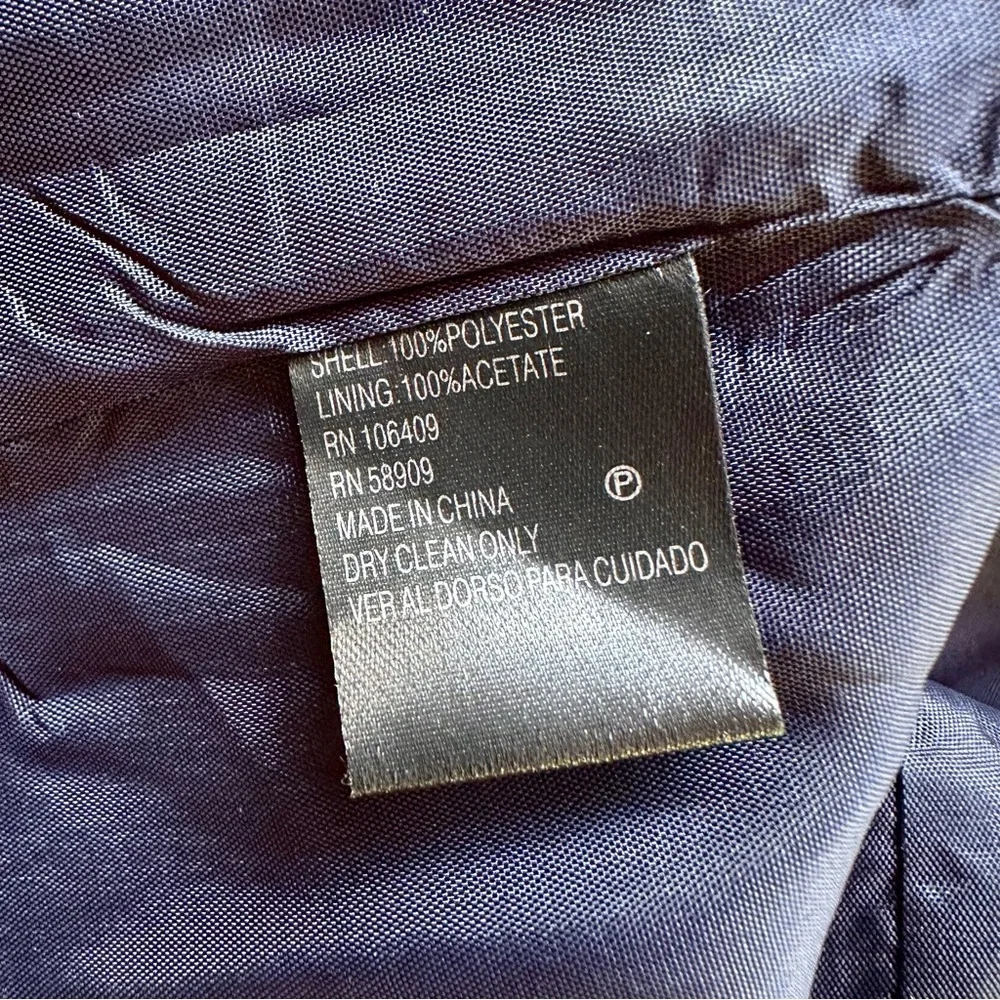 SHELL:100%POLYESTER
LINING:100%ACETATE
RN 106409
RN 58909
MADE IN CHINA
DRY CLEAN ONLY
VER AL DORSO PARA CUIDADO
P